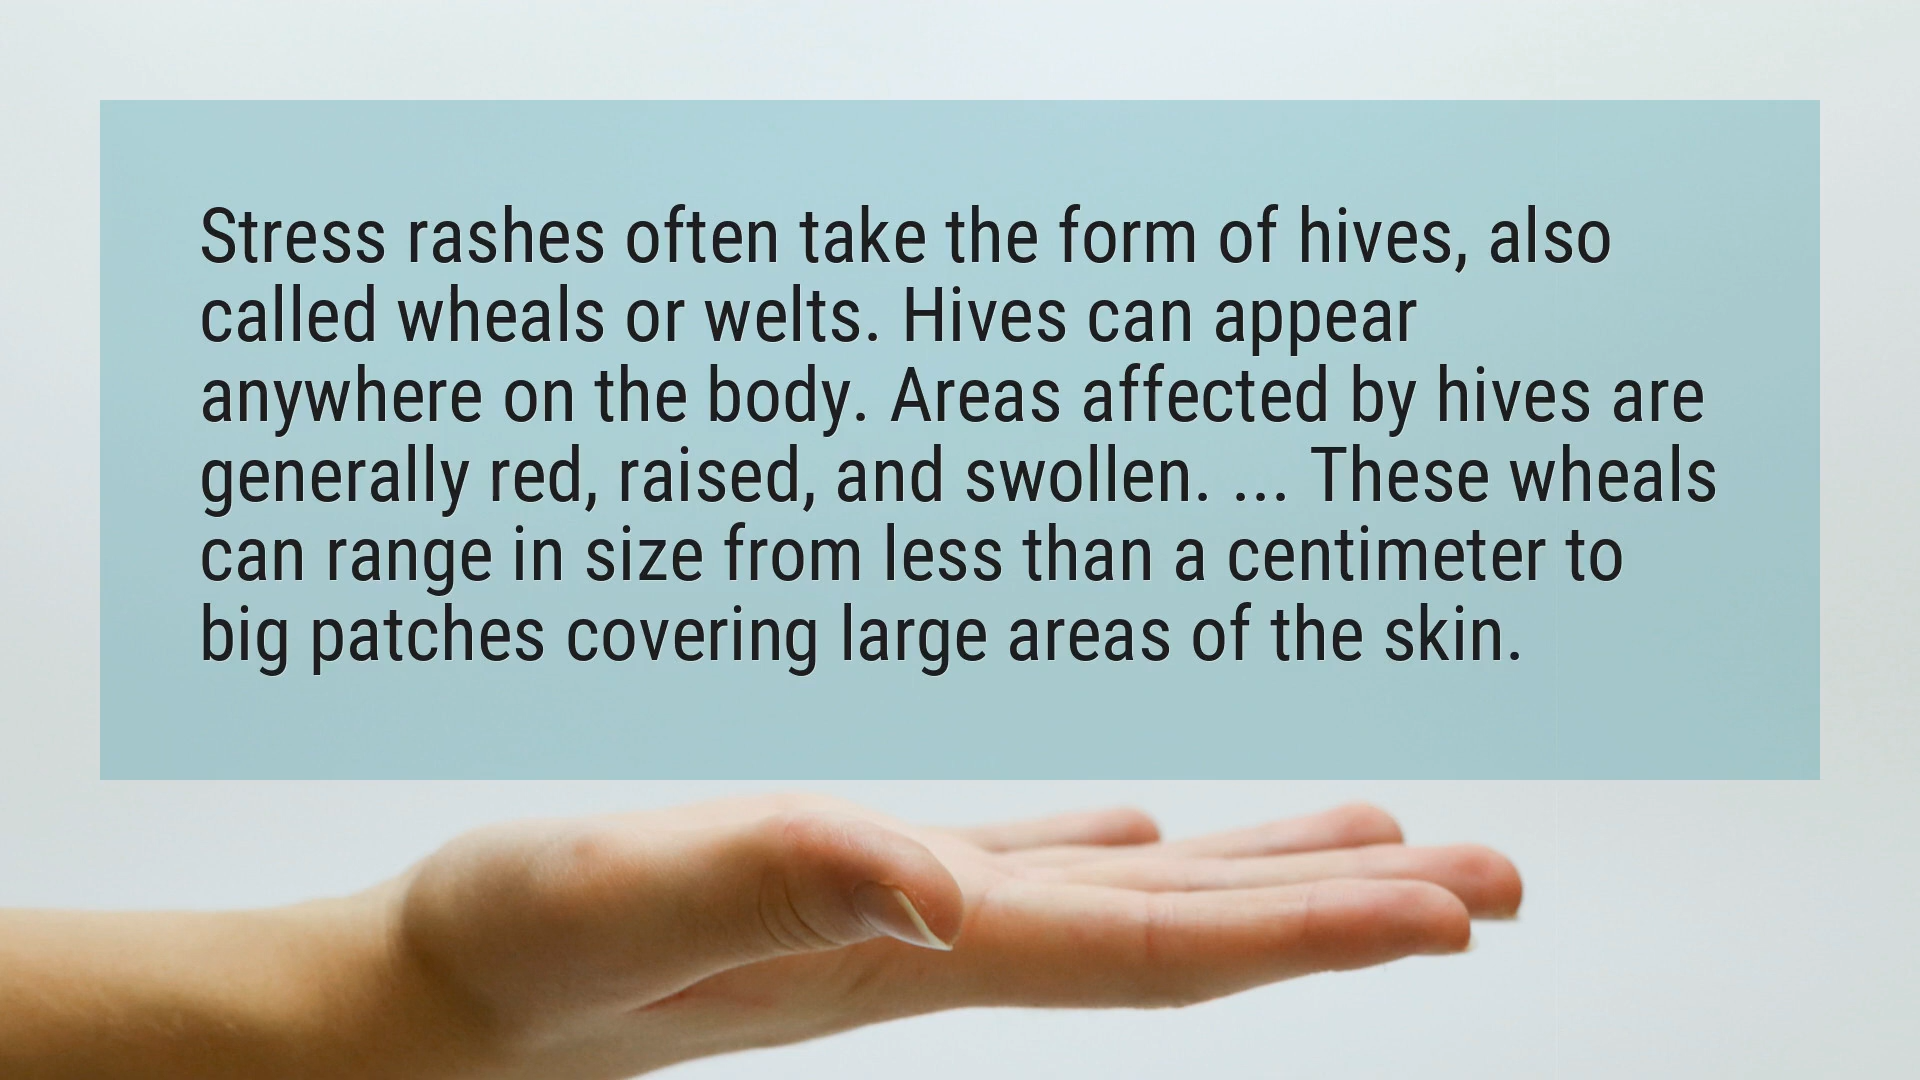 Stress rashes often take the form of hives, also
called wheals or welts. Hives can appear
anywhere on the body. Areas affected by hives are
generally red, raised, and swollen. ... These wheals
can range in size from less than a centimeter to
big patches covering large areas of the skin.